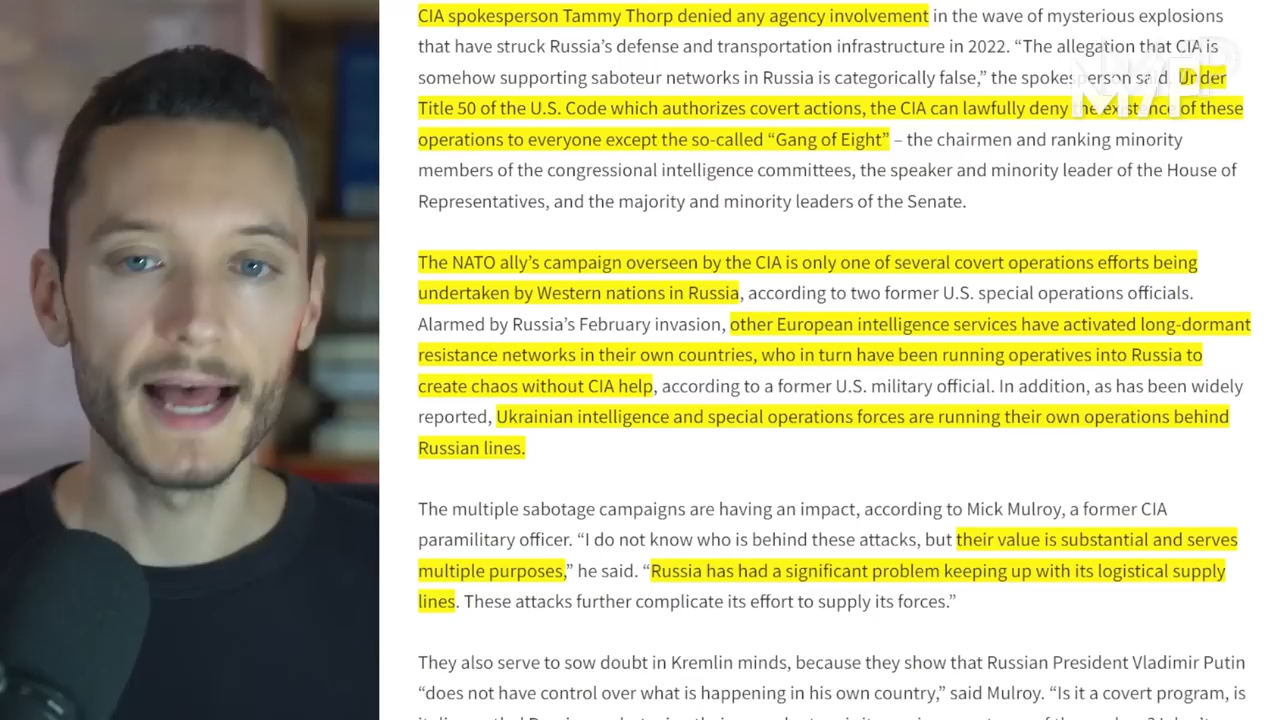 CIA spokesperson Tammy Thorp denied any agency involvement in the wave of mysterious explosions
that have struck Russia’s defense and transportation infrastructure in 2022. “The allegation that CIA is
somehow supporting saboteur networks in Russia is categorically false,” the spokesperson said. Under
Title 50 of the U.S. Code which authorizes covert actions, the CIA can lawfully deny the existence of these
operations to everyone except the so-called “Gang of Eight” – the chairmen and ranking minority
members of the congressional intelligence committees, the speaker and minority leader of the House of
Representatives, and the majority and minority leaders of the Senate.
The NATO ally’s campaign overseen by the CIA is only one of several covert operations efforts being
undertaken by Western nations in Russia, according to two former U.S. special operations officials.
Alarmed by Russia’s February invasion, other European intelligence services have activated long-dormant
resistance networks in their own countries, who in turn have been running operatives into Russia to
create chaos without CIA help, according to a former U.S. military official. In addition, as has been widely
reported, Ukrainian intelligence and special operations forces are running their own operations behind
Russian lines.
The multiple sabotage campaigns are having an impact, according to Mick Mulroy, a former CIA
paramilitary officer. “I do not know who is behind these attacks, but their value is substantial and serves
multiple purposes,” he said. “Russia has had a significant problem keeping up with its logistical supply
lines. These attacks further complicate its effort to supply its forces.”
They also serve to sow doubt in Kremlin minds, because they show that Russian President Vladimir Putin
“does not have control over what is happening in his own country,” said Mulroy. “Is it a covert program, is